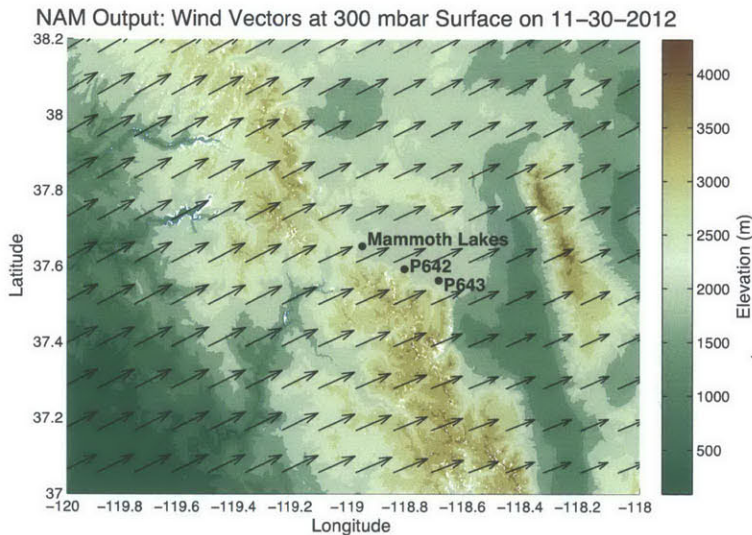 NAM Output: Wind Vectors at 300 mbar Surface on 11-30-2012
38.2
38
37.8
37.6
37.4
37.2
37
Latitude
Mammoth Lakes
P642
P643
-120 -119.8 -119.6 -119.4 -119.2 -119 -118.8 -118.6 -118.4 -118.2 -118
Longitude
4000
3500
3000
2500
2000
1500
1000
500
Elevation (m)